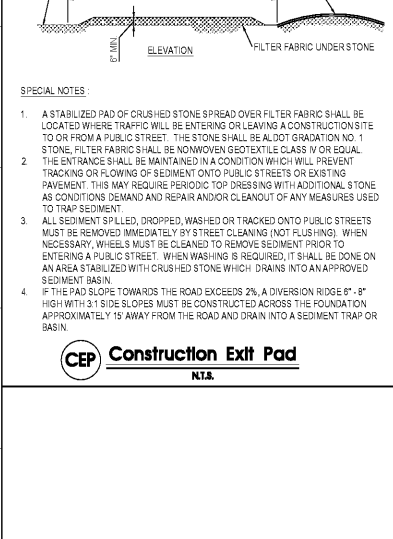 6" MIN.
ELEVATION
FILTER FABRIC UNDER STONE
SPECIAL NOTES :
1. A STABILIZED PAD OF CRUSHED STONE SPREAD OVER FILTER FABRIC SHALL BE
LOCATED WHERE TRAFFIC WILL BE ENTERING OR LEAVING A CONSTRUCTION SITE
TO OR FROM A PUBLIC STREET. THE STONE SHALL BE ALDOT GRADATION NO. 1
STONE, FILTER FABRIC SHALL BE NONWOVEN GEOTEXTILE CLASS IV OR EQUAL.
2. THE ENTRANCE SHALL BE MAINTAINED IN A CONDITION WHICH WILL PREVENT
TRACKING OR FLOWING OF SEDIMENT ONTO PUBLIC STREETS OR EXISTING
PAVEMENT. THIS MAY REQUIRE PERIODIC TOP DRESSING WITH ADDITIONAL STONE
AS CONDITIONS DEMAND AND REPAIR AND/OR CLEANOUT OF ANY MEASURES USED
TO TRAP SEDIMENT.
3. ALL SEDIMENT SPILLED, DROPPED, WASHED OR TRACKED ONTO PUBLIC STREETS
MUST BE REMOVED IMMEDIATELY BY STREET CLEANING (NOT FLUSHING). WHEN
NECESSARY, WHEELS MUST BE CLEANED TO REMOVE SEDIMENT PRIOR TO
ENTERING A PUBLIC STREET. WHEN WASHING IS REQUIRED, IT SHALL BE DONE ON
AN AREA STABILIZED WITH CRUSHED STONE WHICH DRAINS INTO AN APPROVED
SEDIMENT BASIN.
4. IF THE PAD SLOPE TOWARDS THE ROAD EXCEEDS 2%, A DIVERSION RIDGE 6" - 8"
HIGH WITH 3:1 SIDE SLOPES MUST BE CONSTRUCTED ACROSS THE FOUNDATION
APPROXIMATELY 15' AWAY FROM THE ROAD AND DRAIN INTO A SEDIMENT TRAP OR
BASIN.
CEP Construction Exit Pad
N.T.S.